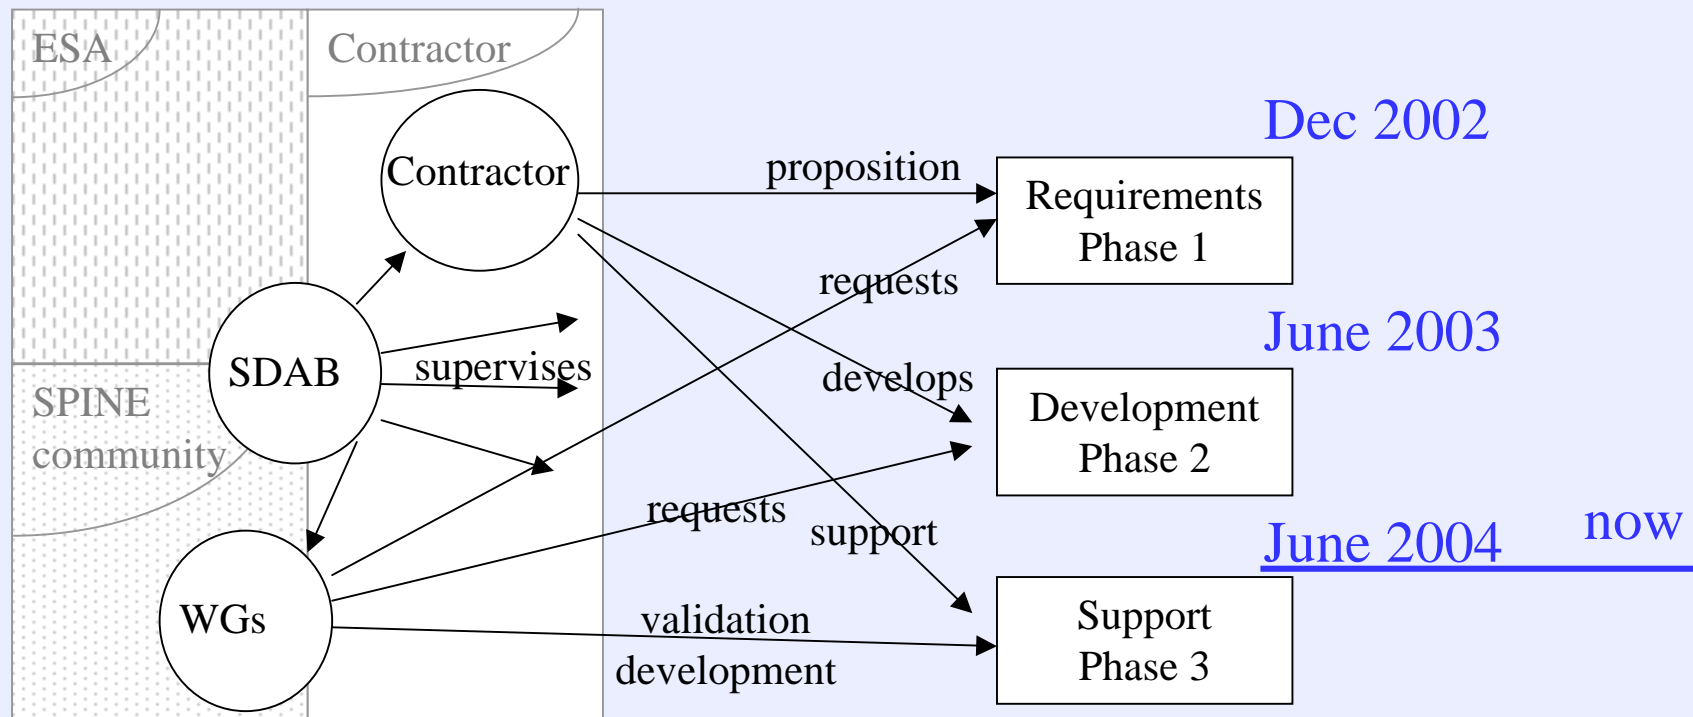 ESA
Contractor
Dec 2002
Contractor
proposition
Requirements
Phase 1
requests
June 2003
SDAB
supervises
develops
Development
Phase 2
SPINE
community
requests
support
June 2004
now
WGs
validation
development
Support
Phase 3